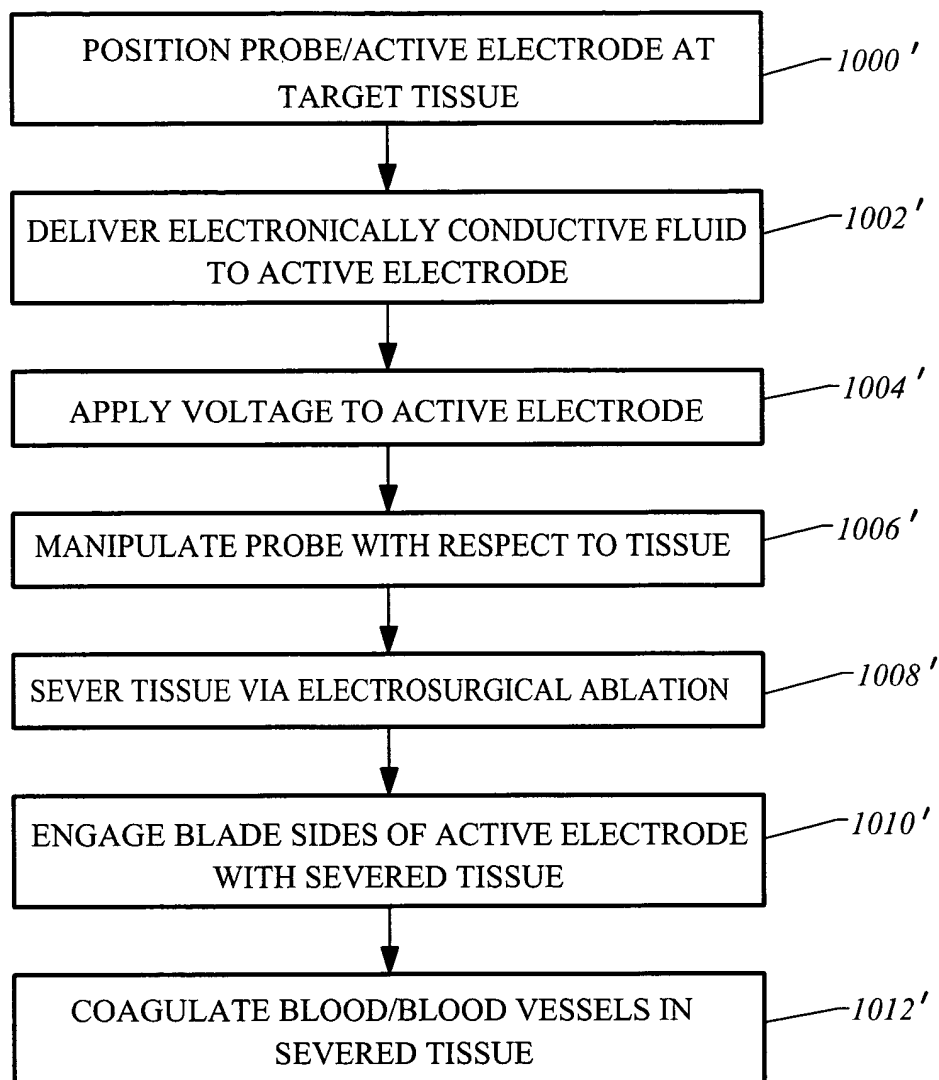 POSITION PROBE/ACTIVE ELECTRODE AT
TARGET TISSUE
1000'
DELIVER ELECTRONICALLY CONDUCTIVE FLUID
TO ACTIVE ELECTRODE
1002'
APPLY VOLTAGE TO ACTIVE ELECTRODE
1004'
MANIPULATE PROBE WITH RESPECT TO TISSUE
1006'
SEVER TISSUE VIA ELECTROSURGICAL ABLATION
1008'
ENGAGE BLADE SIDES OF ACTIVE ELECTRODE
WITH SEVERED TISSUE
1010'
COAGULATE BLOOD/BLOOD VESSELS IN
SEVERED TISSUE
1012'